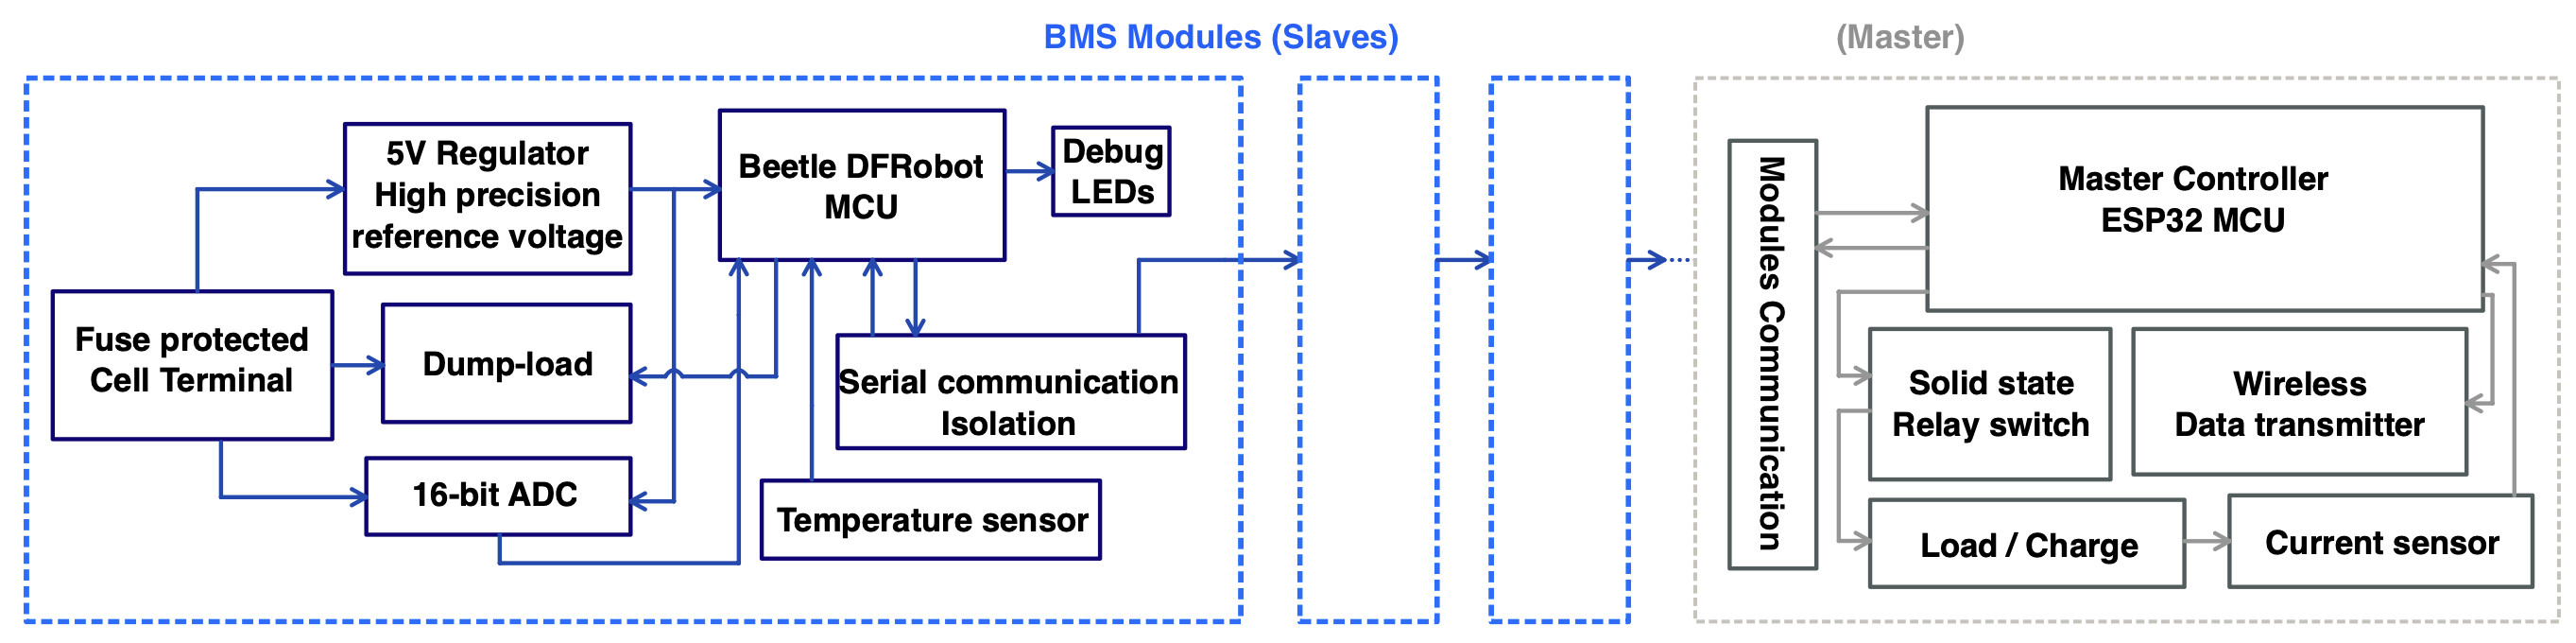 BMS Modules (Slaves)
(Master)
5V Regulator
High precision
reference voltage
Beetle DFRobot
MCU
Debug
LEDs
Fuse protected
Cell Terminal
Dump-load
16-bit ADC
Serial communication
Isolation
Temperature sensor
Modules Communication
Master Controller
ESP32 MCU
Solid state
Relay switch
Wireless
Data transmitter
Load / Charge
Current sensor